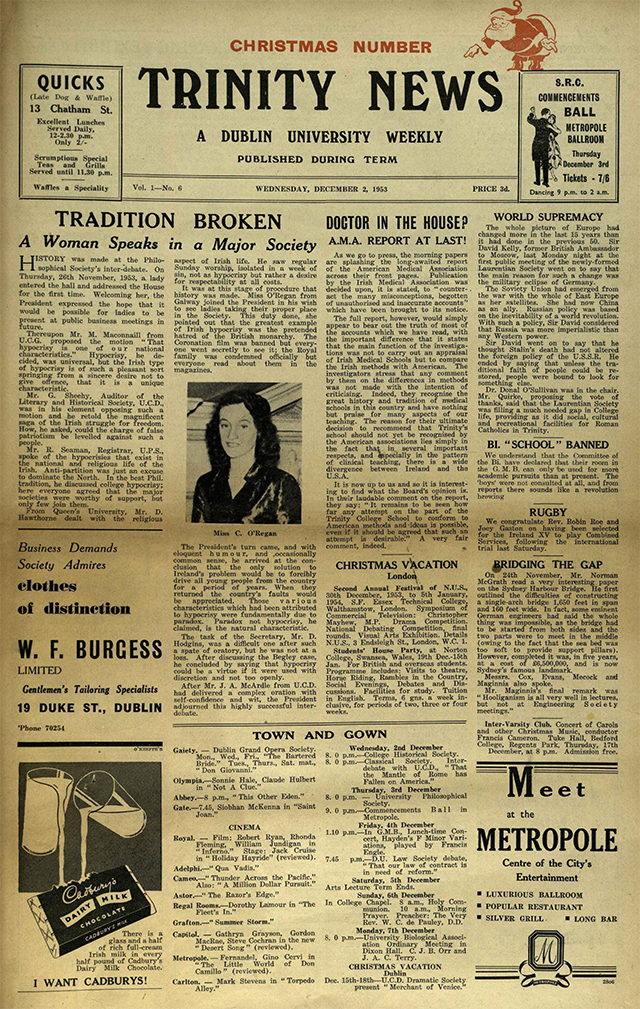 CHRISTMAS NUMBER
QUICKS
(Late Dog & Waffle)
13 Chatham St.
Excellent Lunches
Served Daily,
12-2.30 p.m.
Only 2/-
Scrumptious Special
Teas and Grills
Served until 11.30 p.m.
Waffles a Speciality
TRINITY NEWS
A DUBLIN UNIVERSITY WEEKLY
PUBLISHED DURING TERM
S.R.C.
COMMENCEMENTS
BALL
METROPOLE
BALLROOM
Thursday
December 3rd
Tickets - 7/6
Dancing 9 p.m. to 2 a.m.
Vol. 1—No. 6
WEDNESDAY, DECEMBER 2, 1953
PRICE 3d.
TRADITION BROKEN
A Woman Speaks in a Major Society
HISTORY was made at the Philo-
sophical Society's inter-debate. On
Thursday, 26th November, 1953, a lady
entered the hall and addressed the House
for the first time. Welcoming her, the
President expressed the hope that it
would be possible for ladies to be
present at public business meetings in
future.
Thereupon Mr. M. Maconnall from
U.C.G. proposed the motion "That
hypocrisy is one of our national
characteristics." Hypocrisy, he de-
cided, was universal, but the Irish type
of hypocrisy is of such a pleasant sort
springing from a sincere desire not to
give offence, that it is a unique
characteristic.
Mr. G. Sheehy, Auditor of the
Literary and Historical Society, U.C.D.,
was in his element opposing such a
motion and he retold the magnificent
saga of the Irish struggle for freedom.
How, he asked, could the charge of false
patriotism be levelled against such a
people.
Mr. R. Seaman, Registrar, U.P.S.,
spoke of the hypocrisies that exist in
the national and religious life of the
Irish. Anti-partition was just an excuse
to dominate the North. In the best Phil.
tradition, he discussed college hypocrisy;
here everyone agreed that the major
societies were worthy of support, but
only few join them.
From Queen's University, Mr. D.
Hawthorne dealt with the religious
aspect of Irish life. He saw regular
Sunday worship, isolated in a week of
sin, not as hypocrisy but rather a desire
for respectability at all costs.
It was at this stage of procedure that
history was made. Miss O'Regan from
Galway joined the President in his wish
to see ladies taking their proper place
in the Society. This duty done, she
pointed out that the greatest example
of Irish hypocrisy was the pretended
hatred of the British monarchy. The
Coronation film was banned but every-
one went secretly to see it; the Royal
family was condemned officially but
everyone read about them in the
magazines.
Miss C. O'Regan
The President's turn came, and with
eloquent humour, and occasionally
common sense, he arrived at the con-
clusion that the only solution to
Ireland's problem would be to forcibly
drive all young people from the country
for a period of years. When they
returned the country's faults would
be appreciated. Those various
characteristics which had been attributed
to hypocrisy were fundamentally due to
paradox. Paradox not hypocrisy, he
claimed, is the natural characteristic.
The task of the Secretary, Mr. D.
Hodgins, was a difficult one after such
a spate of oratory, but he was not at a
loss. After discussing the Begley case,
he concluded by saying that hypocrisy
could be a virtue if it were used with
discretion and not too openly.
After Mr. J. A. McArdle from U.C.D.
had delivered a complex oration with
self-confidence and wit, the President
adjourned this highly successful inter-
debate.
DOCTOR IN THE HOUSE?
A.M.A. REPORT AT LAST!
As we go to press, the morning papers
are splashing the long-awaited report
of the American Medical Association
across their front pages. Publication
by the Irish Medical Association was
decided upon, it is stated, to "counter-
act the many misconceptions, begotten
of unauthorised and inaccurate accounts"
which have been brought to its notice.
The full report, however, would simply
appear to bear out the truth of most of
the accounts which we have read, with
the important difference that it states
that the main function of the investiga-
tions was not to carry out an appraisal
of Irish Medical Schools but to compare
the Irish methods with American. The
investigators stress that any comment
by them on the differences in methods
was not made with the intention of
criticising. Indeed, they recognise the
great history and tradition of medical
schools in this country and have nothing
but praise for many aspects of our
teaching. The reason for their ultimate
decision to recommend that Trinity's
school should not yet be recognised by
the American associations lies simply in
the fact that in several important
respects, and especially in the pattern
of clinical teaching, there is a wide
divergence between Ireland and the
U.S.A.
It is now up to us and so it is interest-
ing to find what the Board's opinion is.
In their laudable comment on the report,
they say: "It remains to be seen how
far any attempt on the part of the
Trinity College School to conform to
American methods and ideas is possible,
even if it should be agreed that such an
attempt is desirable." A very fair
comment, indeed.
CHRISTMAS VACATION
London
Second Annual Festival of N.U.S.,
30th December, 1953, to 5th January,
1954, S.F. Essex Technical College,
Walthamstow, London. Symposium of
Commercial Television: Christopher
Mayhew, M.P. Drama Competition.
National Debating Competition, final
rounds. Visual Arts Exhibition. Details
N.U.S., 3 Endsleigh St., London, W.C. 1.
Students' House Party, at Norton
College, Swansea, Wales, 19th Dec.-15th
Jan. For British and overseas students.
Programme includes: Visits to theatre,
Horse Riding, Rambles in the Country,
Social Evenings, Debates and Dis-
cussions. Facilities for study. Tuition
in English. Terms, 6 gns. a week in-
clusive, for periods of two, three or four
weeks.
WORLD SUPREMACY
The whole picture of Europe had
changed more in the last 15 years than
it had done in the previous 50. Sir
David Kelly, former British Ambassador
to Moscow, last Monday night at the
first public meeting of the newly-formed
Laurentian Society went on to say that
the main reason for such a change was
the military eclipse of Germany.
The Soviety Union had emerged from
the war with the whole of East Europe
as her satellites. She had now China
as an ally. Russian policy was based
on the inevitability of a world revolution.
With such a policy, Sir David considered
that Russia was more imperialistic than
any Western power.
Sir David went on to say that he
thought Stalin's death had not altered
the foreign policy of the U.S.S.R. He
ended by saying that unless the tra-
ditional faith of people could be re-
stored, people were bound to look for
something else.
Dr. Donal O'Sullivan was in the chair.
Mr. Quirke, proposing the vote of
thanks, said that the Laurentian Society
was filling a much needed gap in College
life, providing as it did social, cultural
and recreational facilities for Roman
Catholics in Trinity.
BI. "SCHOOL" BANNED
We understand that the Committee of
the Bi. have declared that their room in
the G.M.B. can only be used for more
academic pursuits than at present. The
'boys' were not consulted at all, and from
reports there sounds like a revolution
brewing
RUGBY
We congratulate Rev. Robin Roe and
Joey Gaston on having been selected
for the Ireland XV to play Combined
Services, following the international
trial last Saturday.
BRIDGING THE GAP
On 24th November, Mr. Norman
McGrath read a very interesting paper
on the Sydney Harbour Bridge. He first
outlined the difficulties of constructing
a single-arch bridge 1,650 feet in span
and 160 feet wide. In fact, some eminent
German engineers had said the whole
thing was impossible, as the bridge had
to be started from the sides and the
two parts were to meet in the middle
(owing to the fact that the sea bed was
too soft to provide support pillars).
However, completed it was, in five years,
at a cost of £6,500,000, and is now
Sydney's famous landmark.
Messrs. Cox, Evans, Mecock and
Maginnis also spoke.
Mr. Maginnis's final remark was
"Hooliganism is all very well in lectures,
but not at Engineering Society
meetings."
Inter-Varsity Club. Concert of Carols
and other Christmas Music, conductor
Francis Cameron. Tuke Hall, Bedford
College, Regents Park, Thursday, 17th
December, at 8 p.m. Admission free.
Business Demands
Society Admires
clothes
of distinction
W. F. BURGESS
LIMITED
Gentlemen's Tailoring Specialists
19 DUKE ST., DUBLIN
'Phone 70254
O'KEEFFE'S
Cadbury's
DAIRY MILK
CHOCOLATE
CADBURY'S MILK
There is a
glass and a half
of rich full-cream
Irish milk in every
half pound of Cadbury's
Dairy Milk Chocolate.
I WANT CADBURYS!
TOWN AND GOWN
Gaiety. — Dublin Grand Opera Society.
Mon., Wed., Fri., "The Bartered
Bride." Tues., Thurs., Sat. mat.,
"Don Giovanni."
Olympia.—Sonnie Hale, Claude Hulbert
in "Not A Clue."
Abbey.—8 p.m., "This Other Eden."
Gate.—7.45, Siobhan McKenna in "Saint
Joan."
CINEMA
Royal. — Film: Robert Ryan, Rhonda
Fleming, William Jundigan in
"Inferno." Stage: Jack Cruise
in "Holiday Hayride" (reviewed).
Adelphi.—"Qua Vadis."
Cameo.—"Thunder Across the Pacific."
Also: "A Million Dollar Pursuit."
Astor.—"The Razor's Edge."
Regal Rooms.—Dorothy Lamour in "The
Fleet's In."
Grafton.—"Summer Storm."
Capitol. — Gathryn Grayson, Gordon
MacRae, Steve Cochran in the new
"Desert Song" (reviewed).
Metropole. — Fernandel, Gino Cervi in
"The Little World of Don
Camillo" (reviewed).
Carlton. — Mark Stevens in "Torpedo
Alley."
Wednesday, 2nd December
8. 0 p.m.—College Historical Society.
8. 0 p.m.—Classical Society. Inter-
debate with U.C.D., "That
the Mantle of Rome has
Fallen on America."
Thursday, 3rd December
8. 0 p.m. — University Philosophical
Society.
9. 0 p.m. — Commencements Ball in
Metropole.
Friday, 4th December
1.10 p.m.—In G.M.B., Lunch-time Con-
cert, Hayden's F Minor Vari-
ations, played by Francis
Engle.
7.45 p.m.—D.U. Law Society debate,
"That our law of contract is
in need of reform."
Saturday, 5th December
Arts Lecture Term Ends.
Sunday, 6th December
In College Chapel. 8 a.m., Holy Com-
munion. 10 a.m., Morning
Prayer. Preacher: The Very
Rev. W. C. de Pauley, D.D.
Monday, 7th December
8. 0 p.m.—University Biological Associ-
ation Ordinary Meeting in
Dixon Hall. C. J. B. Orr and
J. A. C. Terry.
CHRISTMAS VACATION
Dublin
Dec. 15th-18th—U.C.D. Dramatic Society
present "Merchant of Venice."
Meet
at the
METROPOLE
Centre of the City's
Entertainment
LUXURIOUS BALLROOM
POPULAR RESTAURANT
SILVER GRILL
LONG BAR
M
METROPOLE